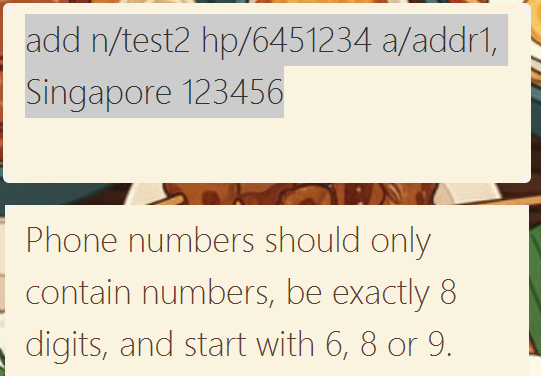 add n/test2 hp/6451234 a/addr1,
Singapore 123456
Phone numbers should only
contain numbers, be exactly 8
digits, and start with 6, 8 or 9.